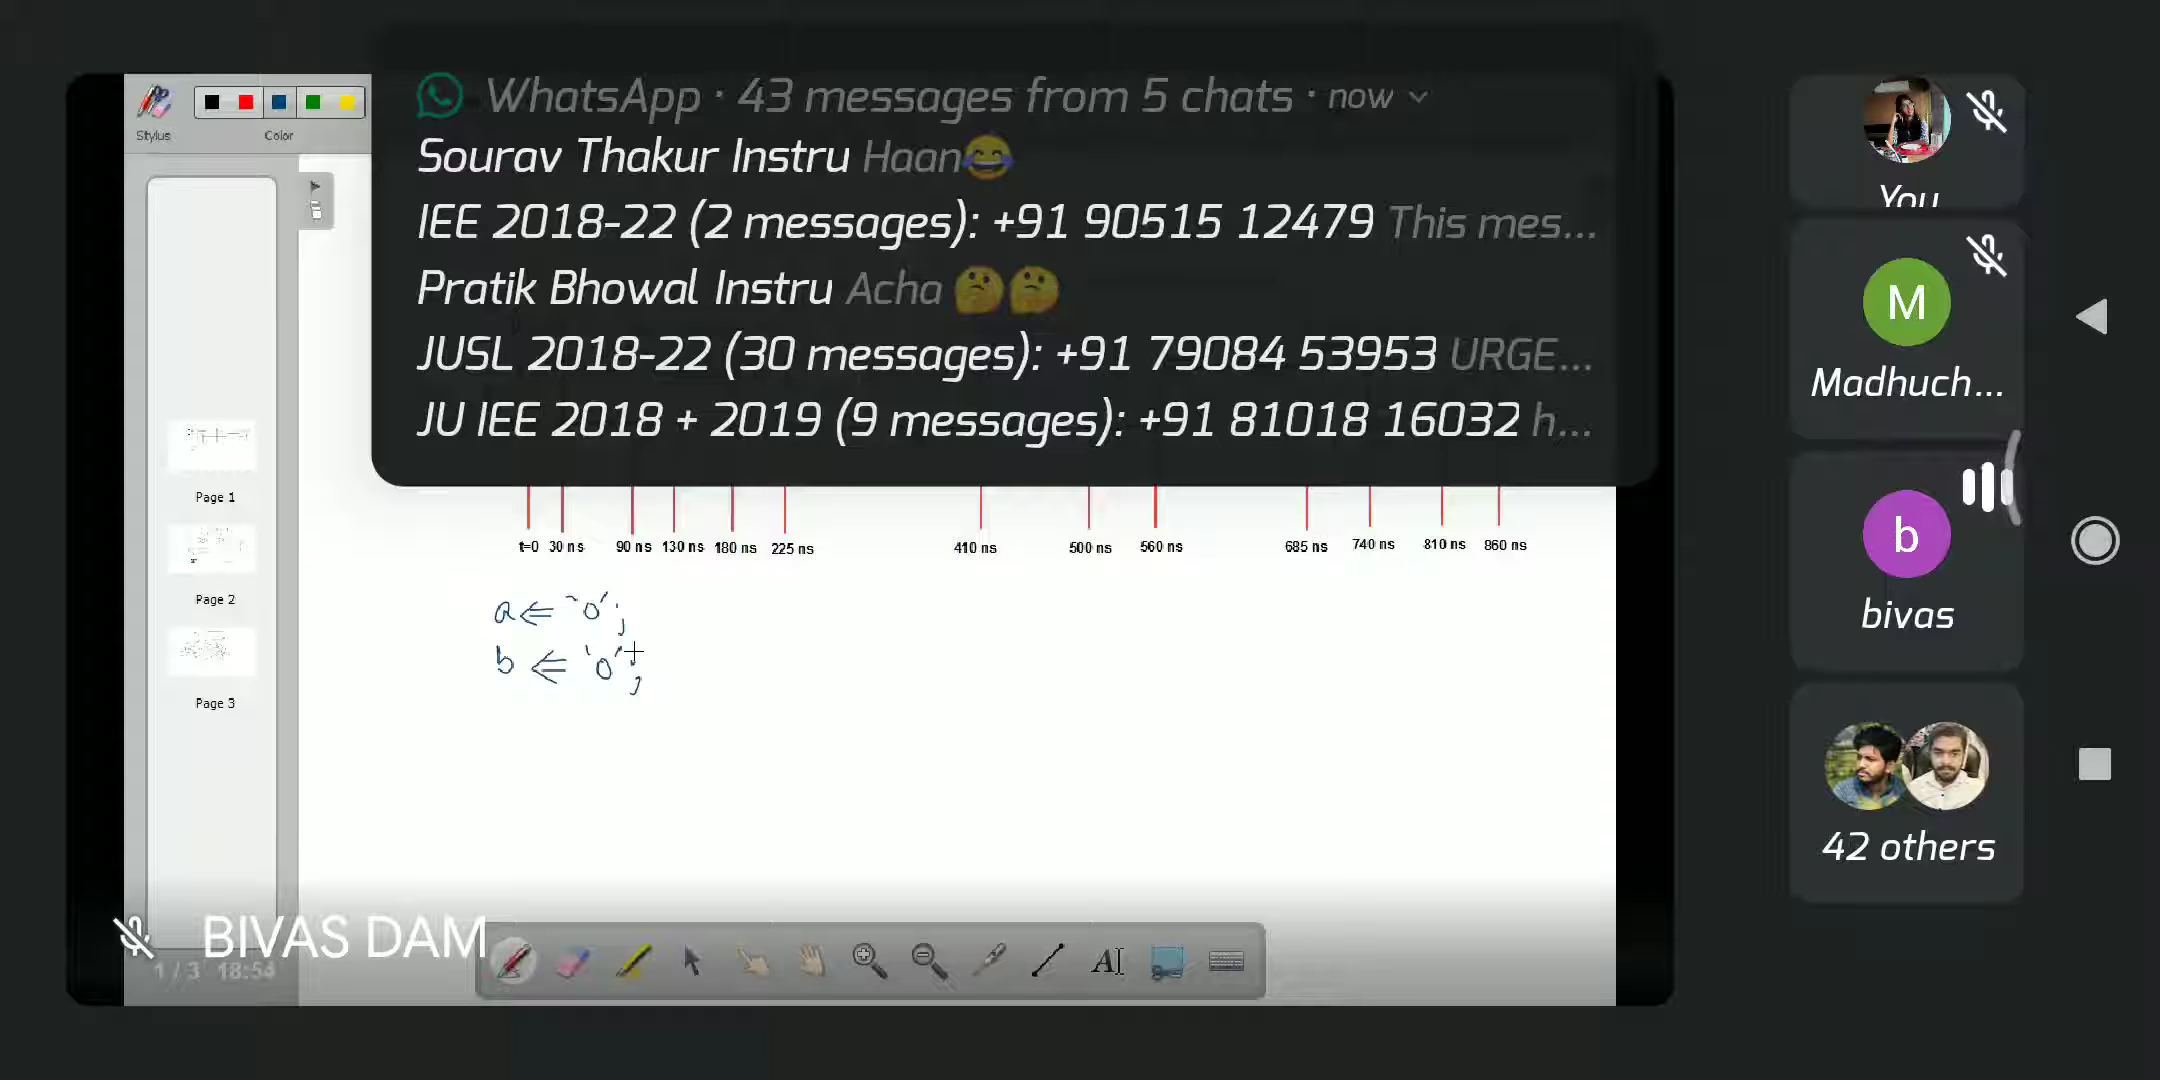 WhatsApp · 43 messages from 5 chats · now
Sourav Thakur Instru Haan😂
IEE 2018-22 (2 messages): +91 90515 12479 This mes...
Pratik Bhowal Instru Acha 🤔🤔
JUSL 2018-22 (30 messages): +91 79084 53953 URGE...
JU IEE 2018 + 2019 (9 messages): +91 81018 16032 h...
Stylus
Color
Page 1
Page 2
Page 3
t=0 30 ns 90 ns 130 ns 180 ns 225 ns 410 ns 500 ns 560 ns 685 ns 740 ns 810 ns 860 ns
a <= '0';
b <= '0';
BIVAS DAM
1 / 3 18:54
AI
You
M
Madhuch...
b
bivas
42 others